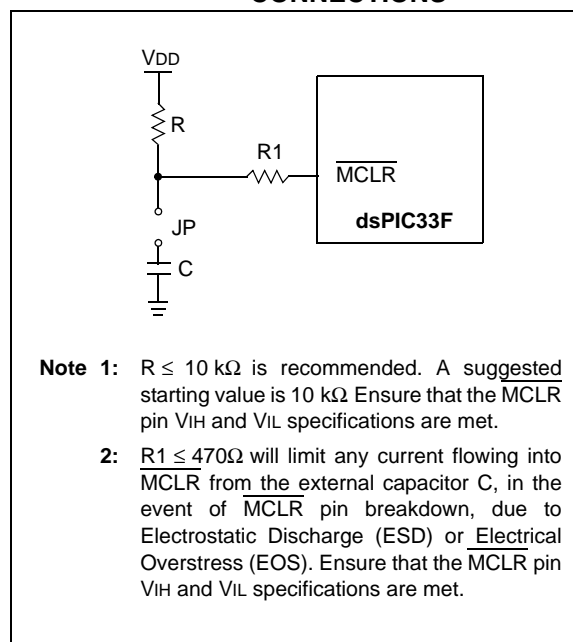 CONNECTIONS
VDD
R
R1
MCLR
dsPIC33F
JP
C
Note 1: R ≤ 10 kΩ is recommended. A suggested
starting value is 10 kΩ Ensure that the MCLR
pin VIH and VIL specifications are met.
2: R1 ≤ 470Ω will limit any current flowing into
MCLR from the external capacitor C, in the
event of MCLR pin breakdown, due to
Electrostatic Discharge (ESD) or Electrical
Overstress (EOS). Ensure that the MCLR pin
VIH and VIL specifications are met.